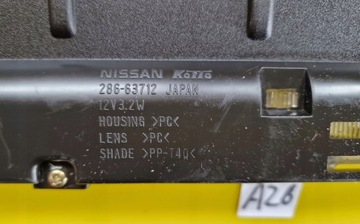 NISSAN Koito
286-63712 JAPAN
12V3.2W
HOUSING >PC<
LENS >PC<
SHADE >PP-T40<
A26